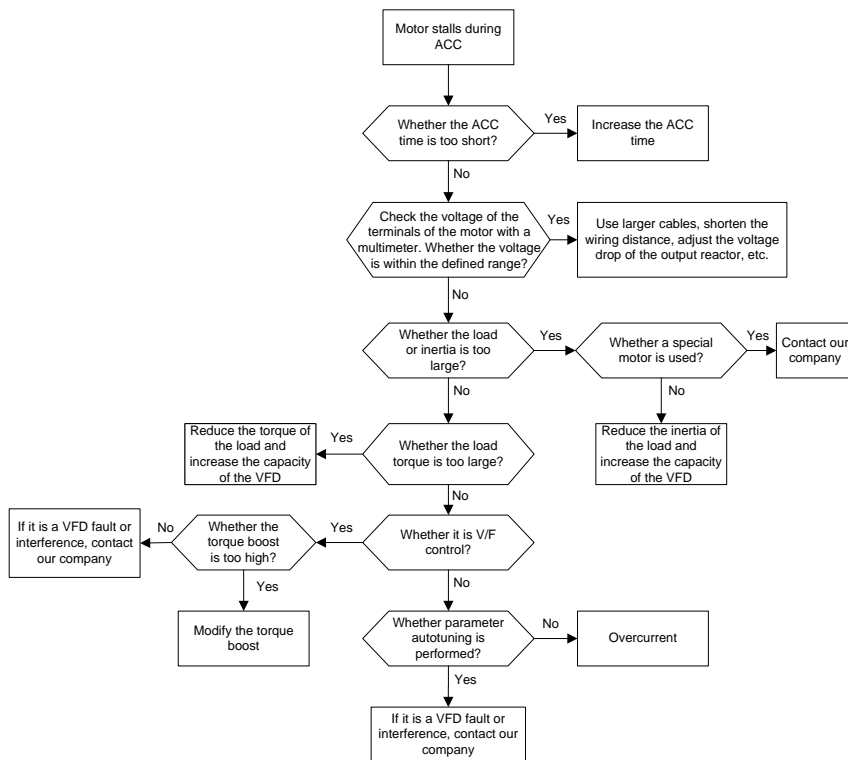 Motor stalls during
ACC
Whether the ACC
time is too short?
Yes
Increase the ACC
time
No
Check the voltage of the
terminals of the motor with a
multimeter. Whether the voltage
is within the defined range?
Yes
Use larger cables, shorten the
wiring distance, adjust the voltage
drop of the output reactor, etc.
No
Whether the load
or inertia is too
large?
Yes
Whether a special
motor is used?
Yes
Contact our
company
No
No
Reduce the torque of
the load and
increase the capacity
of the VFD
Yes
Whether the load
torque is too large?
Reduce the inertia of
the load and
increase the capacity
of the VFD
No
If it is a VFD fault or
interference, contact
our company
No
Whether the
torque boost
is too high?
Yes
Whether it is V/F
control?
Yes
No
Modify the torque
boost
Whether parameter
autotuning is
performed?
No
Overcurrent
Yes
If it is a VFD fault or
interference, contact our
company